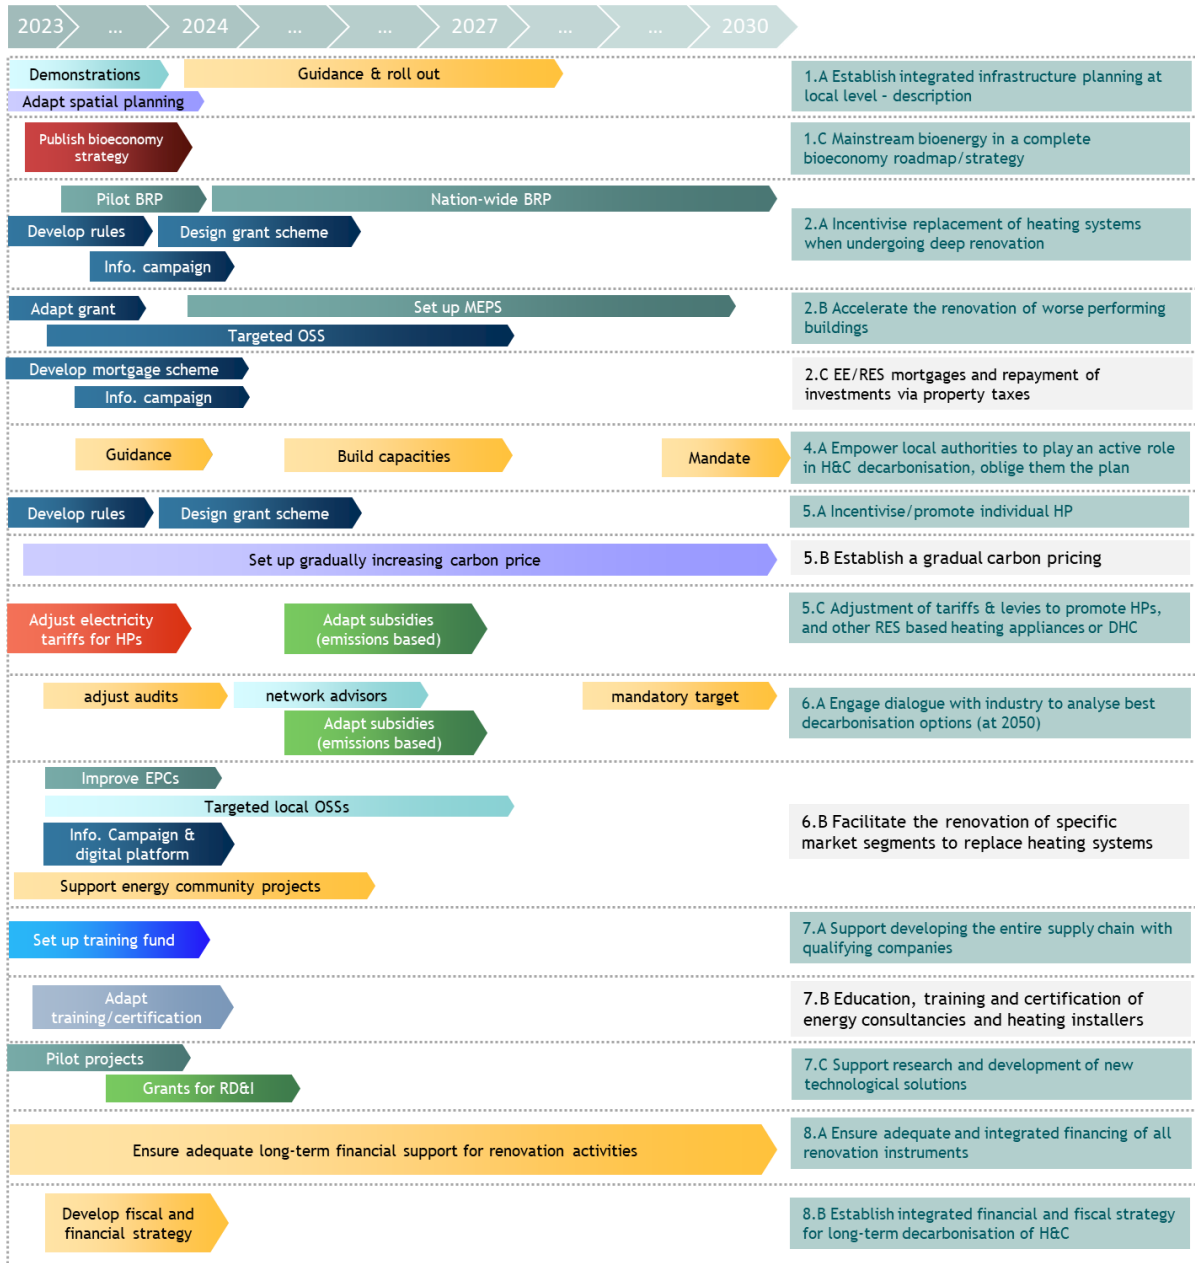 2023 ... 2024 ... ... 2027 ... ... 2030
Demonstrations
Guidance & roll out
Adapt spatial planning
1.A Establish integrated infrastructure planning at
local level - description
Publish bioeconomy
strategy
1.C Mainstream bioenergy in a complete
bioeconomy roadmap/strategy
Pilot BRP
Nation-wide BRP
Develop rules
Design grant scheme
Info. campaign
2.A Incentivise replacement of heating systems
when undergoing deep renovation
Adapt grant
Set up MEPS
Targeted OSS
2.B Accelerate the renovation of worse performing
buildings
Develop mortgage scheme
Info. campaign
2.C EE/RES mortgages and repayment of
investments via property taxes
Guidance
Build capacities
Mandate
4.A Empower local authorities to play an active role
in H&C decarbonisation, oblige them the plan
Develop rules
Design grant scheme
5.A Incentivise/promote individual HP
Set up gradually increasing carbon price
5.B Establish a gradual carbon pricing
Adjust electricity
tariffs for HPs
Adapt subsidies
(emissions based)
5.C Adjustment of tariffs & levies to promote HPs,
and other RES based heating appliances or DHC
adjust audits
network advisors
mandatory target
Adapt subsidies
(emissions based)
6.A Engage dialogue with industry to analyse best
decarbonisation options (at 2050)
Improve EPCs
Targeted local OSSs
Info. Campaign &
digital platform
Support energy community projects
6.B Facilitate the renovation of specific
market segments to replace heating systems
Set up training fund
7.A Support developing the entire supply chain with
qualifying companies
Adapt
training/certification
7.B Education, training and certification of
energy consultancies and heating installers
Pilot projects
Grants for RD&I
7.C Support research and development of new
technological solutions
Ensure adequate long-term financial support for renovation activities
8.A Ensure adequate and integrated financing of all
renovation instruments
Develop fiscal and
financial strategy
8.B Establish integrated financial and fiscal strategy
for long-term decarbonisation of H&C